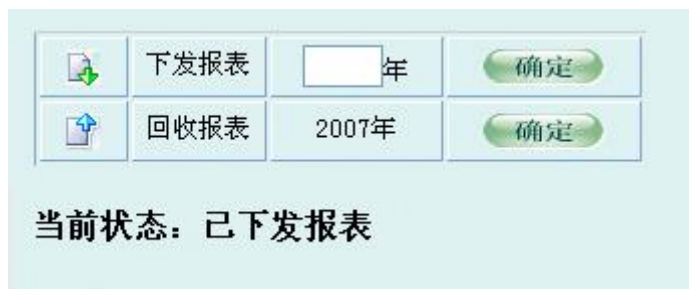 下发报表 年 确定
回收报表 2007年 确定
当前状态：已下发报表